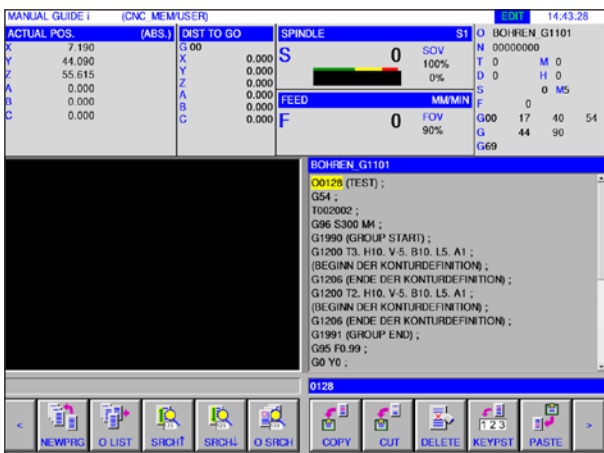 MANUAL GUIDE i (CNC_MEM/USER) EDIT 14:43.28
ACTUAL POS. (ABS.) DIST TO GO SPINDLE S1 O BOHREN_G1101
X 7.190
Y 44.090
Z 55.615
A 0.000
B 0.000
C 0.000
G 00
X 0.000
Y 0.000
Z 0.000
A 0.000
B 0.000
C 0.000
S 0 SOV
100%
0%
FEED MM/MIN
F 0 FOV
90%
N 00000000
T 0 M 0
D 0 H 0
S 0 M5
F 0
G00 17 40 54
G 44 90
G69
BOHREN_G1101
O0128 (TEST) ;
G54 ;
T002002 ;
G96 S300 M4 ;
G1990 (GROUP START) ;
G1200 T3. H10. V-5. B10. L5. A1 ;
(BEGINN DER KONTURDEFINITION) ;
G1206 (ENDE DER KONTURDEFINITION) ;
G1200 T2. H10. V-5. B10. L5. A1 ;
(BEGINN DER KONTURDEFINITION) ;
G1206 (ENDE DER KONTURDEFINITION) ;
G1991 (GROUP END) ;
G95 F0.99 ;
G0 Y0 ;
0128
< NEWPRG O LIST SRCH↑ SRCH↓ O SRCH COPY CUT DELETE KEYPST PASTE >
123